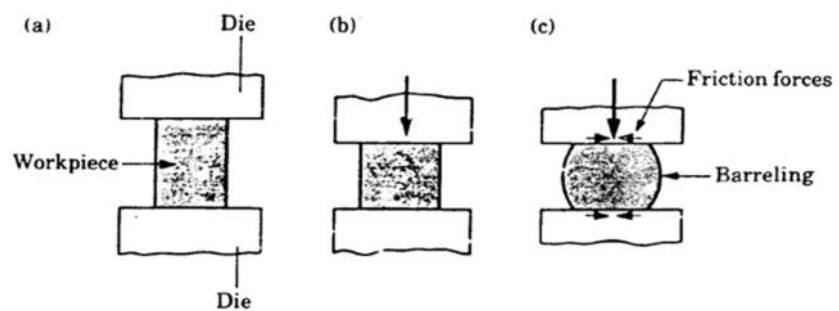 (a)
Die
Workpiece
Die
(b)
(c)
Friction forces
Barreling